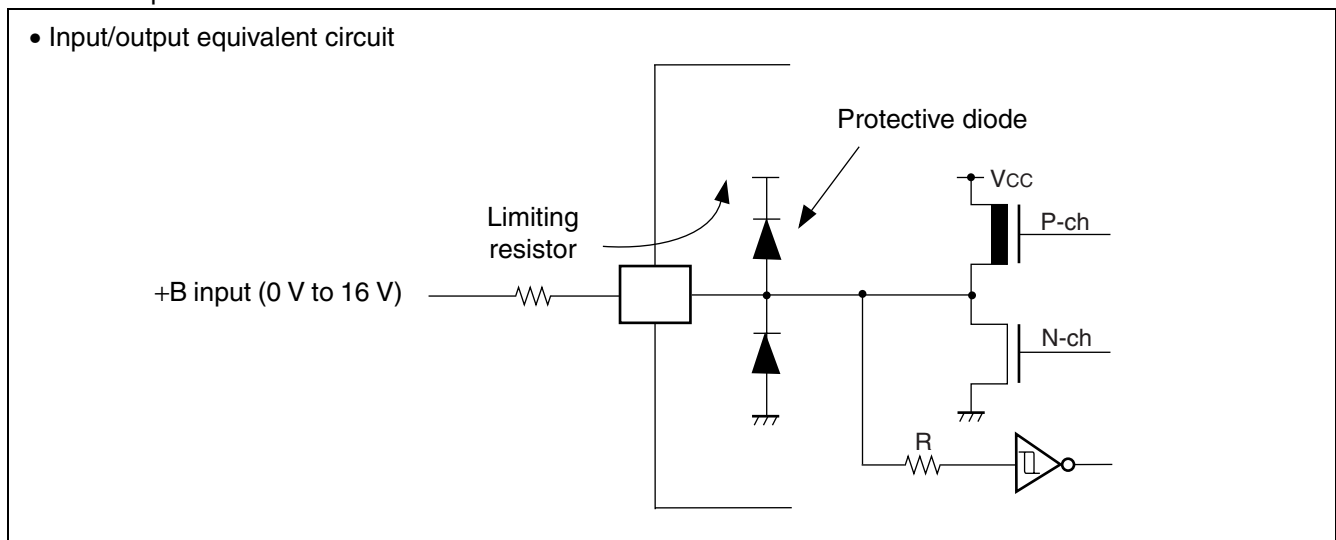 • Input/output equivalent circuit
Protective diode
VCC
Limiting
resistor
P-ch
+B input (0 V to 16 V)
N-ch
R